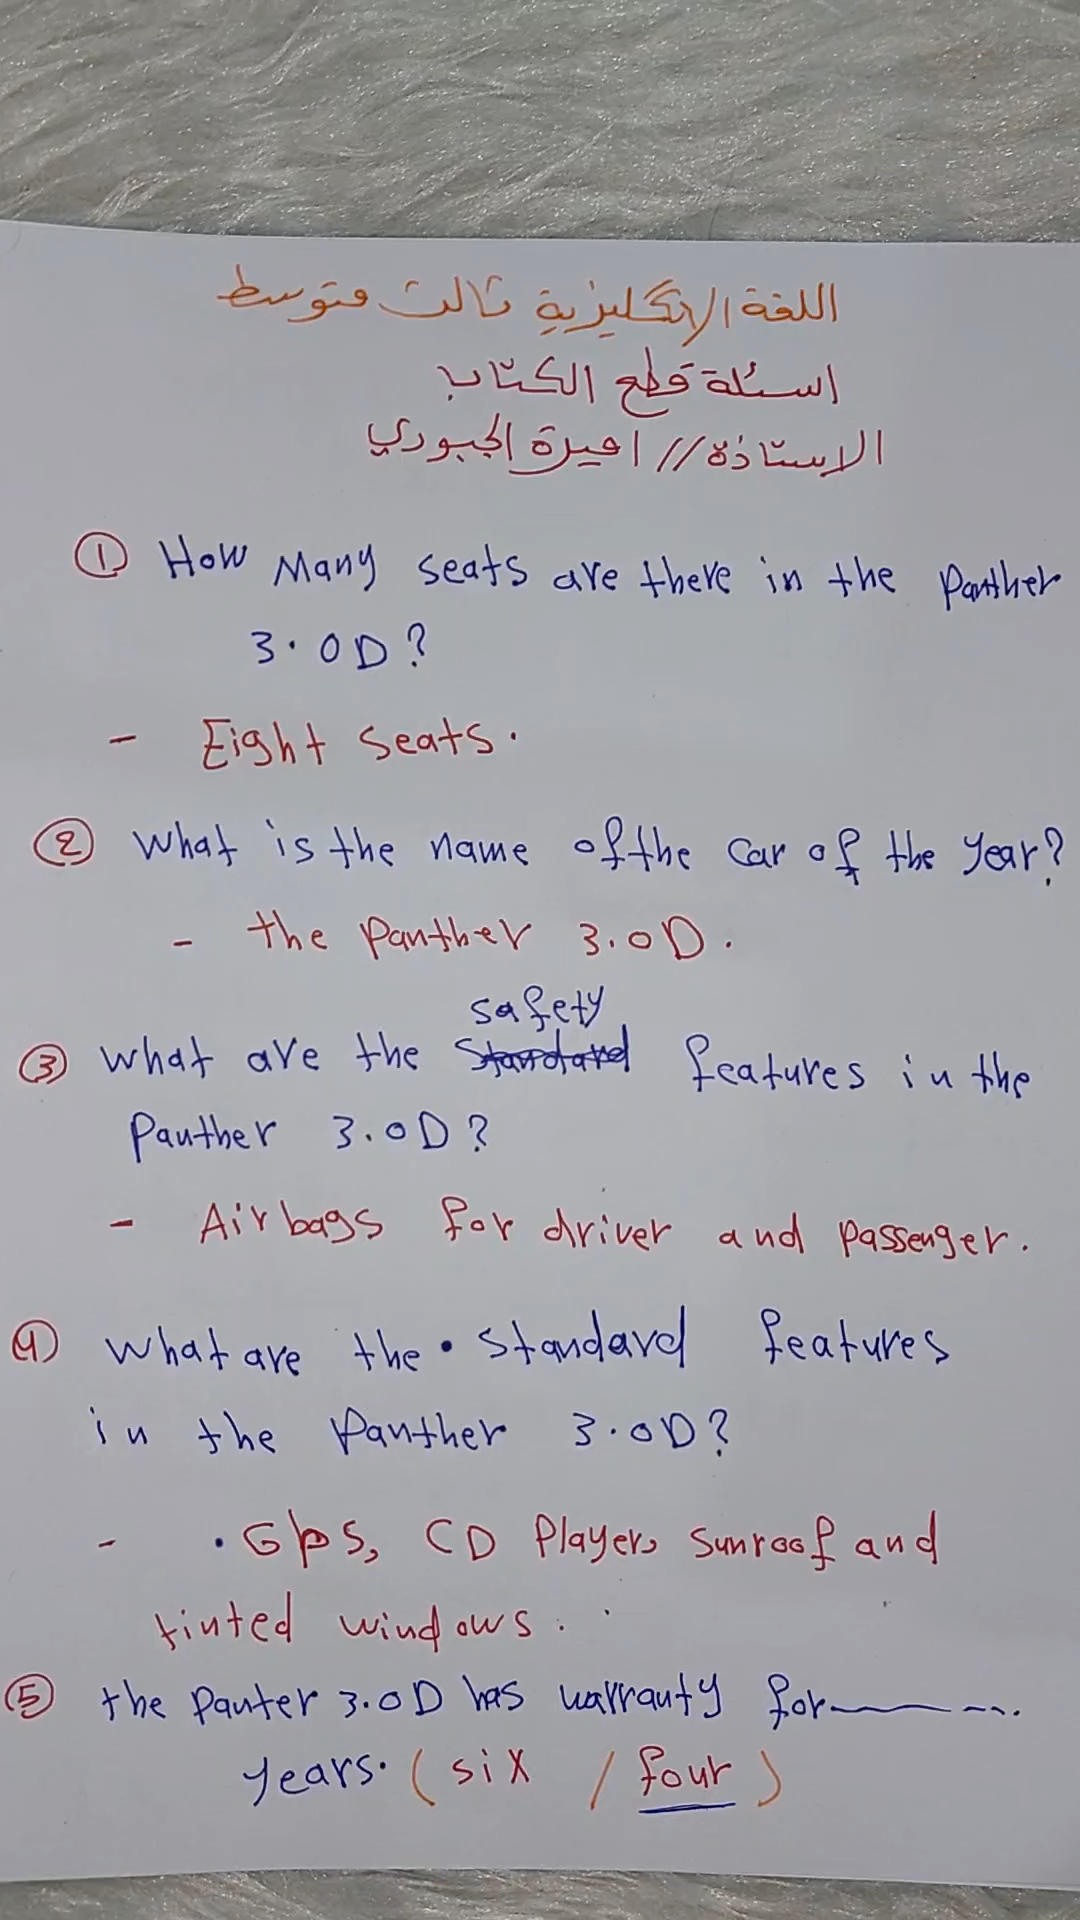 اللغة الانگليزية ثالث متوسط
اسئلة قطع الكتاب
الاستاذة // اميرة الجبوري
① How Many seats are there in the Panther
3.0D?
- Eight seats.
② What is the name of the car of the year?
- the Panther 3.0D.
safety
③ What are the Standard features in the
Panther 3.0D?
- Airbags for driver and passenger.
④ What are the • standard features
in the Panther 3.0D?
- • Gps, CD Player, Sunroof and
tinted windows.
⑤ the Panter 3.0D has warranty for ———...
years. (six / four)